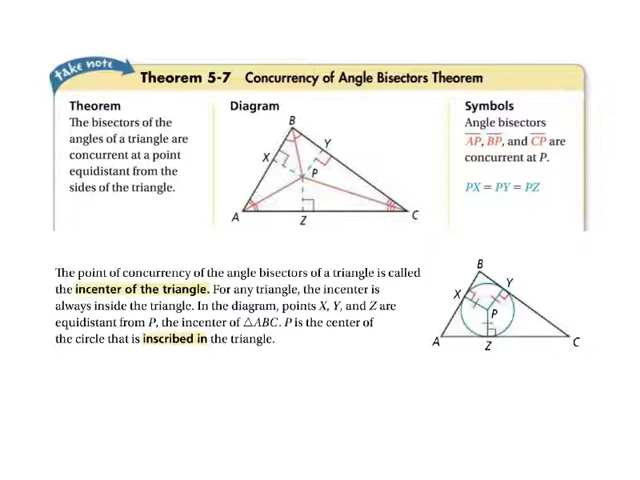 take note
Theorem 5-7 Concurrency of Angle Bisectors Theorem
Theorem
The bisectors of the
angles of a triangle are
concurrent at a point
equidistant from the
sides of the triangle.
Diagram
B
Y
X
P
A
Z
C
Symbols
Angle bisectors
AP, BP, and CP are
concurrent at P.
PX = PY = PZ
The point of concurrency of the angle bisectors of a triangle is called
the incenter of the triangle. For any triangle, the incenter is
always inside the triangle. In the diagram, points X, Y, and Z are
equidistant from P, the incenter of △ABC. P is the center of
the circle that is inscribed in the triangle.
B
Y
X
P
A
Z
C